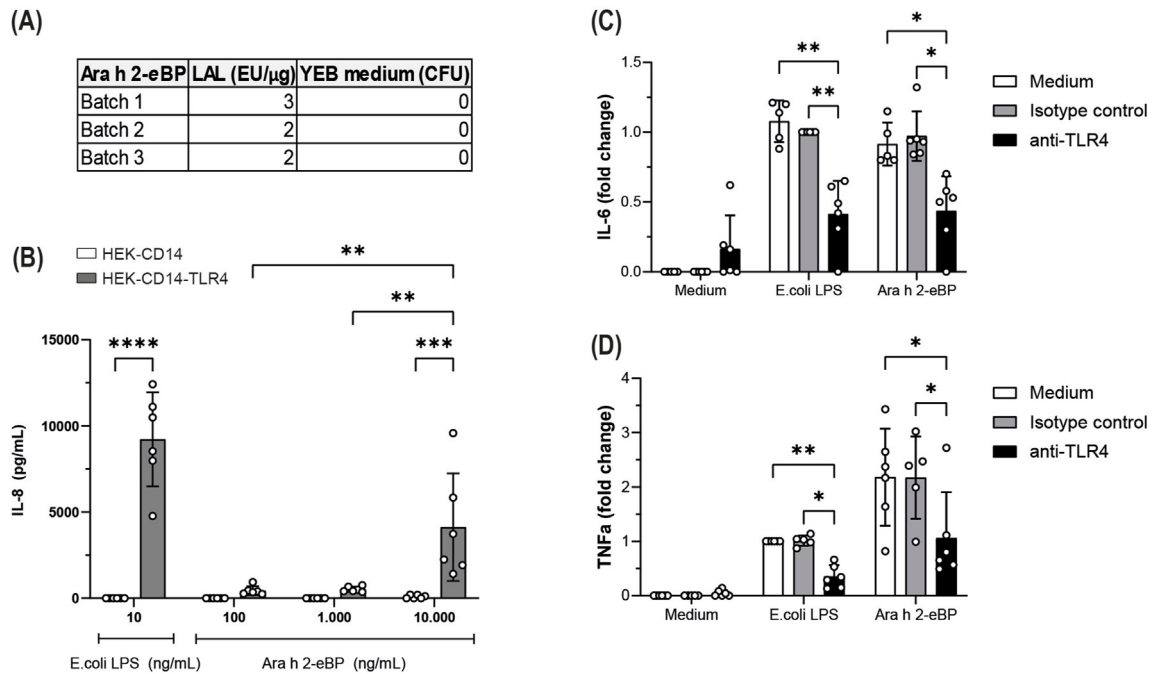 (A)
Ara h 2-eBP LAL (EU/µg) YEB medium (CFU)
Batch 1 3 0
Batch 2 2 0
Batch 3 2 0
(B)
HEK-CD14
HEK-CD14-TLR4
**
**
**** ***
IL-8 (pg/mL)
15000
10000
5000
0
10 100 1.000 10.000
E.coli LPS (ng/mL) Ara h 2-eBP (ng/mL)
(C)
*
** *
**
IL-6 (fold change)
1.5
1.0
0.5
0.0
Medium E.coli LPS Ara h 2-eBP
Medium
Isotype control
anti-TLR4
(D)
*
*
**
*
TNFa (fold change)
4
3
2
1
0
Medium E.coli LPS Ara h 2-eBP
Medium
Isotype control
anti-TLR4